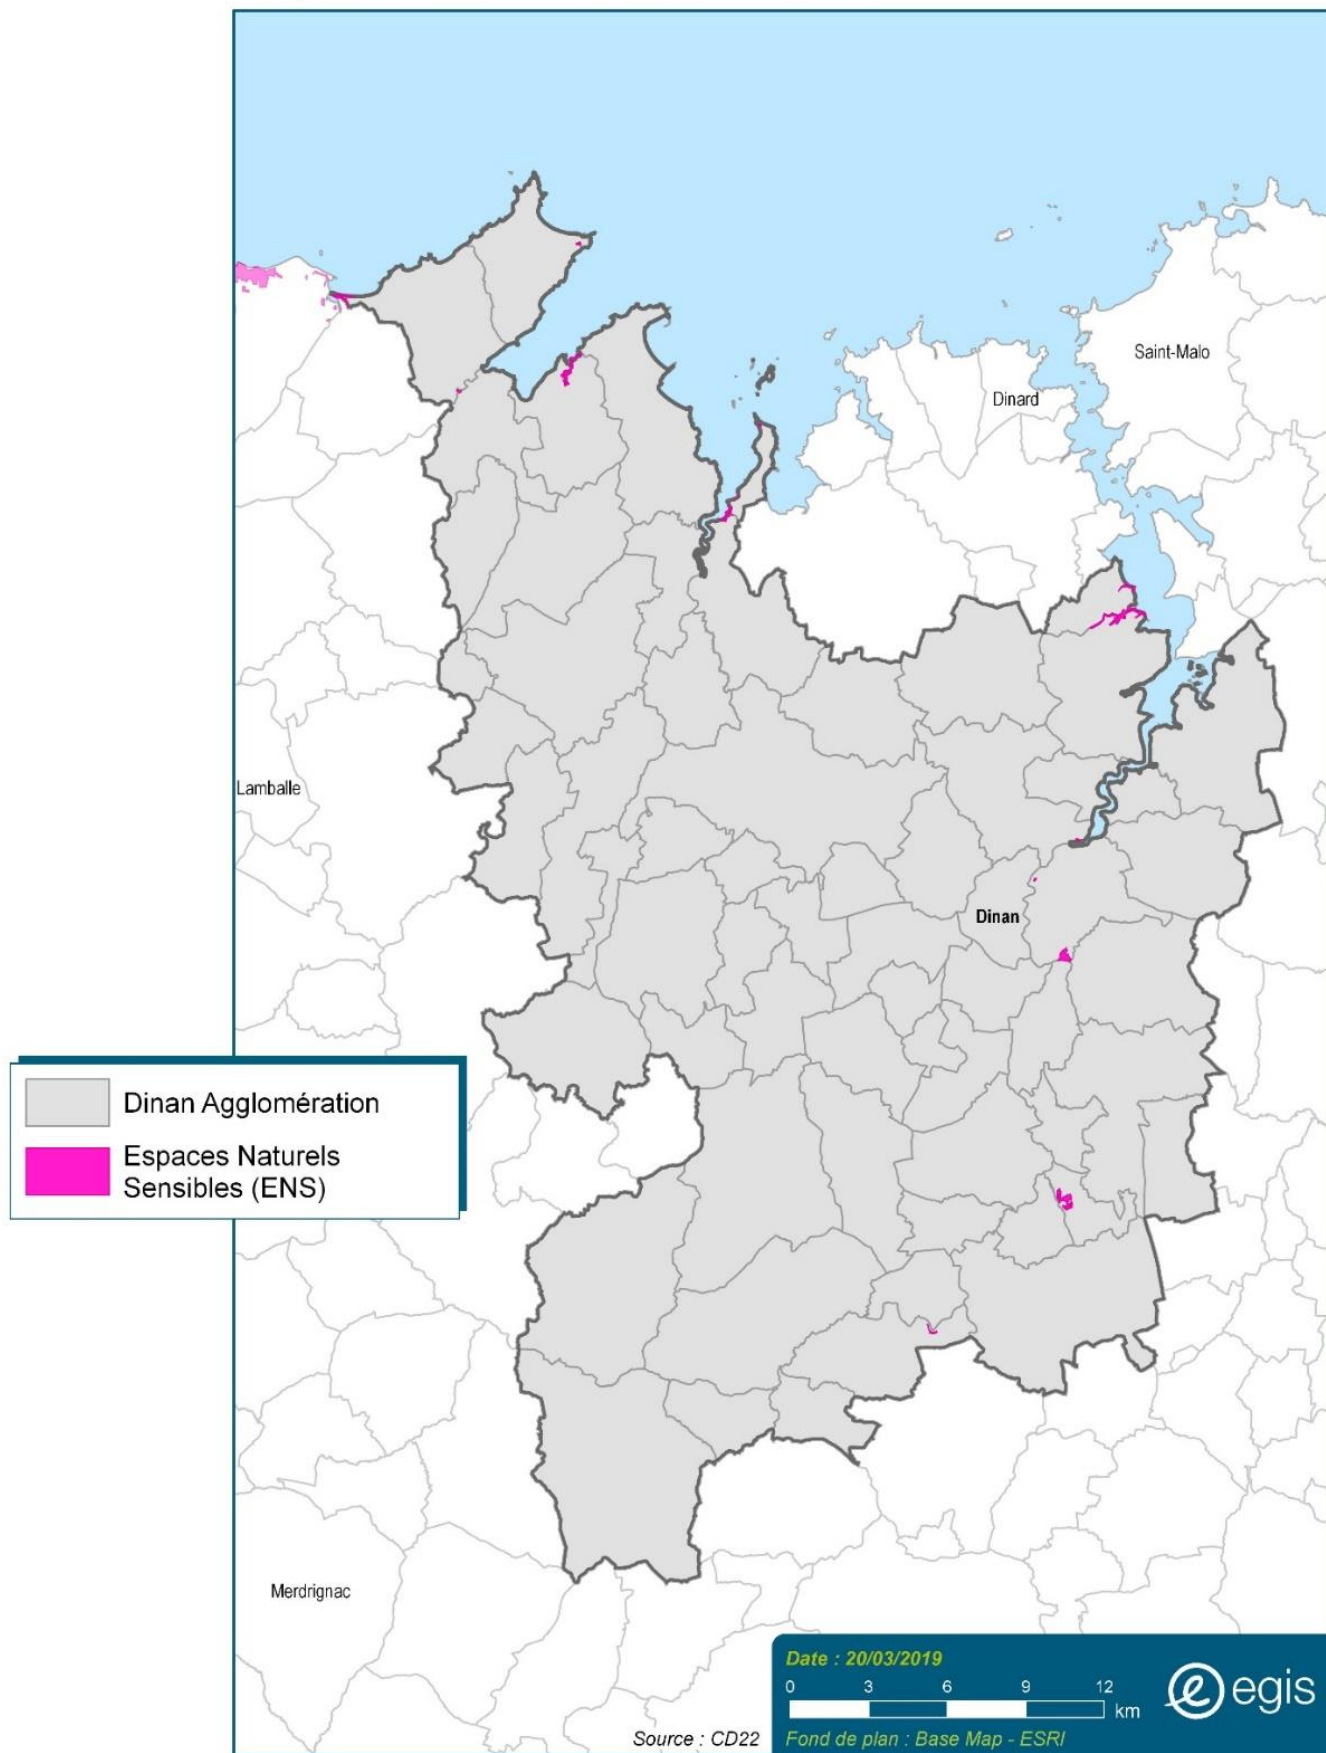 Saint-Malo
Dinard
Lamballe
Dinan
Dinan Agglomération
Espaces Naturels
Sensibles (ENS)
Merdrignac
Date : 20/03/2019
0 3 6 9 12
km
egis
Source : CD22
Fond de plan : Base Map - ESRI